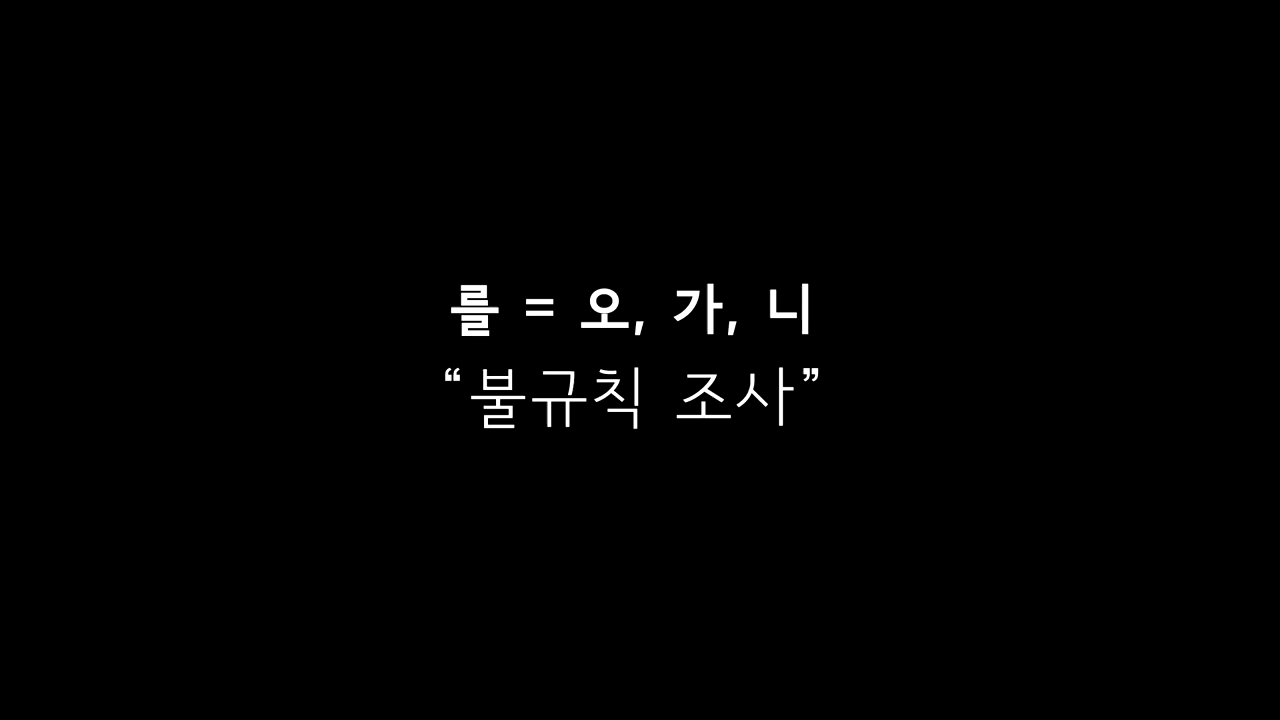 를 = 오, 가, 니
“불규칙 조사”